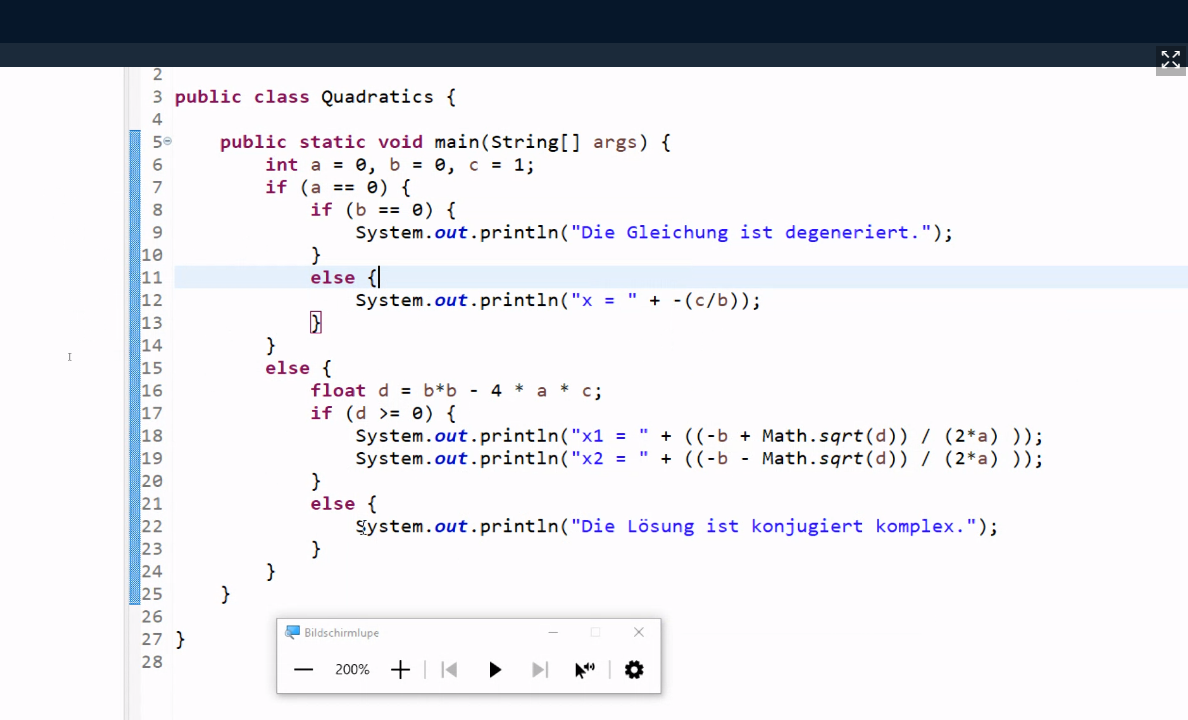 2
3 public class Quadratics {
4
5 public static void main(String[] args) {
6 int a = 0, b = 0, c = 1;
7 if (a == 0) {
8 if (b == 0) {
9 System.out.println("Die Gleichung ist degeneriert.");
10 }
11 else {
12 System.out.println("x = " + -(c/b));
13 }
14 }
15 else {
16 float d = b*b - 4 * a * c;
17 if (d >= 0) {
18 System.out.println("x1 = " + ((-b + Math.sqrt(d)) / (2*a) ));
19 System.out.println("x2 = " + ((-b - Math.sqrt(d)) / (2*a) ));
20 }
21 else {
22 System.out.println("Die Lösung ist konjugiert komplex.");
23 }
24 }
25 }
26
27 }
28
Bildschirmlupe
200%